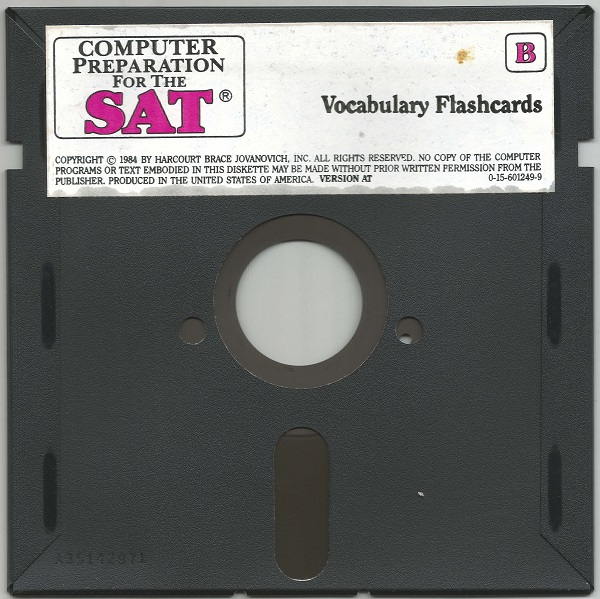 COMPUTER
PREPARATION
FOR THE
SAT®
B
Vocabulary Flashcards
COPYRIGHT © 1984 BY HARCOURT BRACE JOVANOVICH, INC. ALL RIGHTS RESERVED. NO COPY OF THE COMPUTER
PROGRAMS OR TEXT EMBODIED IN THIS DISKETTE MAY BE MADE WITHOUT PRIOR WRITTEN PERMISSION FROM THE
PUBLISHER. PRODUCED IN THE UNITED STATES OF AMERICA. VERSION AT 0-15-601249-9
A35142871